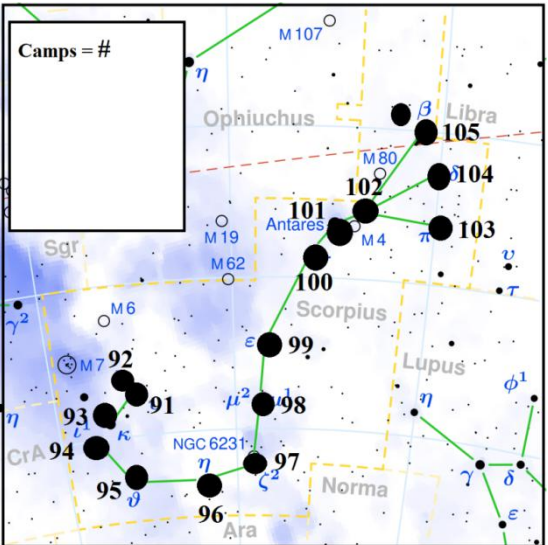 Camps = #
M 107
η
Ophiuchus
β
Libra
105
M 80
102
δ
104
101
Antares
M 4
π
103
M 19
Sgr
M 62
100
υ
τ
Scorpius
γ²
M 6
ε
99
M 7
92
Lupus
91
μ²
μ¹
98
η
φ¹
η
93
ι¹
κ
CrA
94
NGC 6231
97
ζ²
η
γ
δ
95
θ
96
Norma
ε
Ara